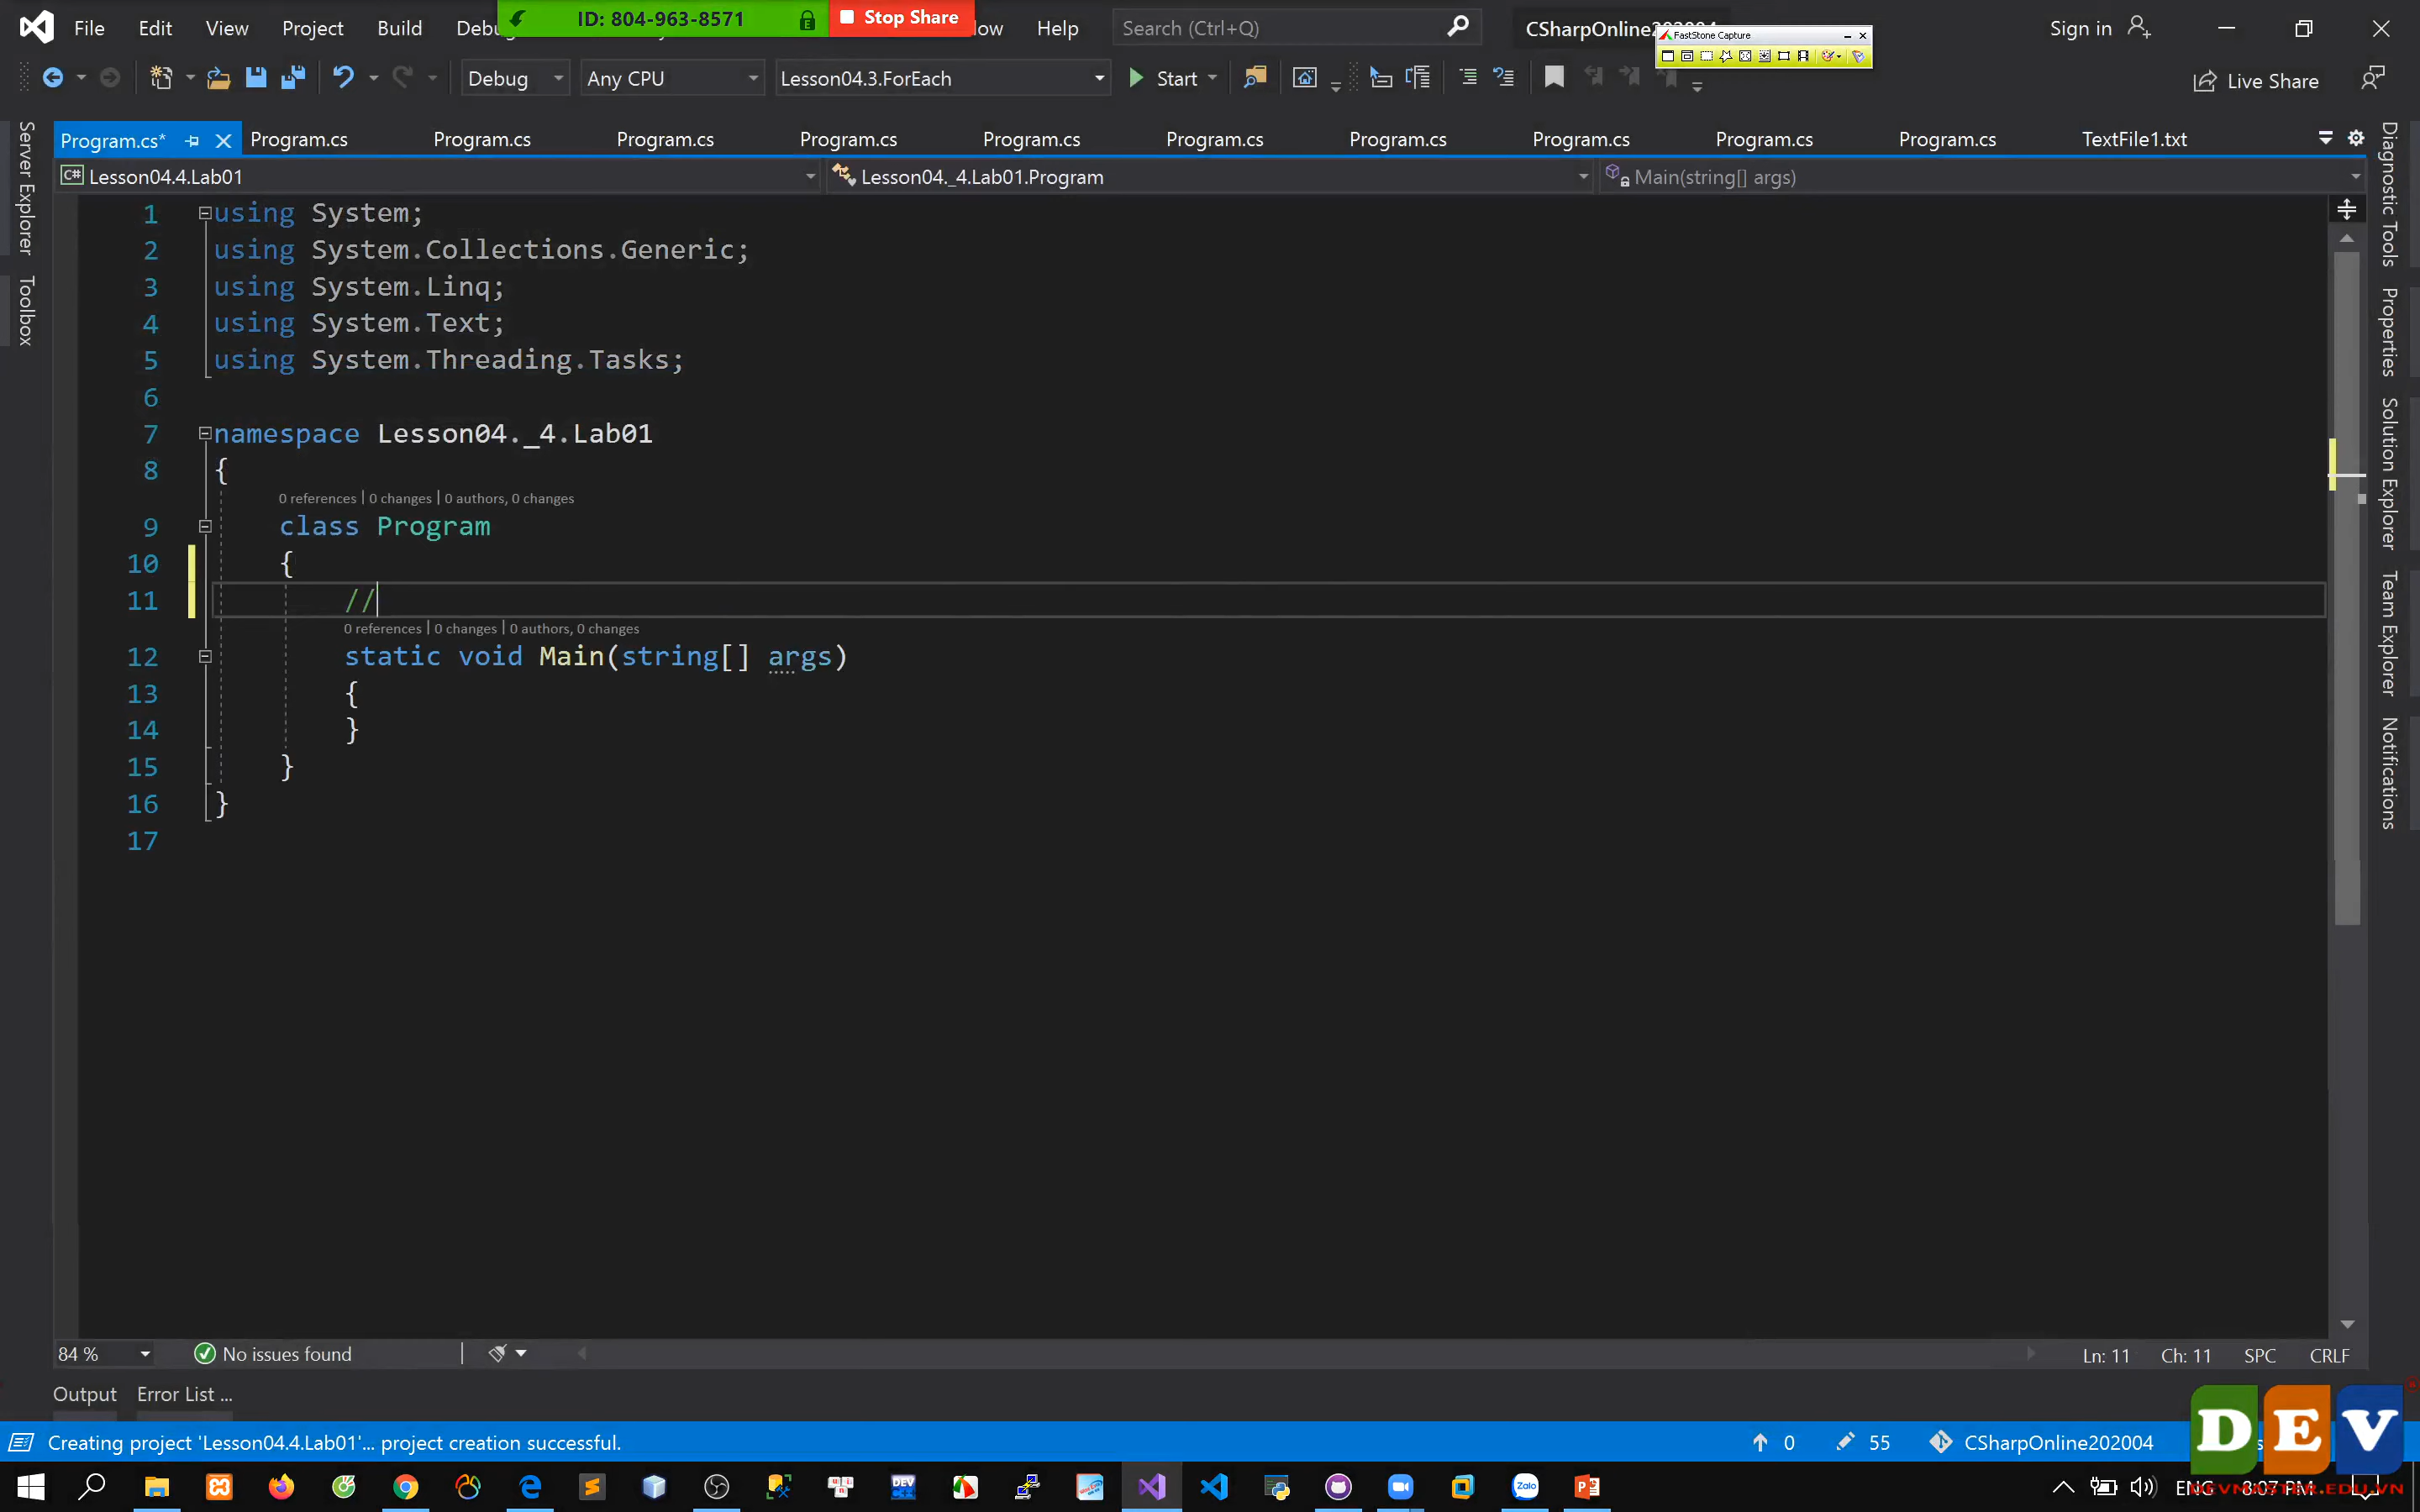 File Edit View Project Build ID: 804-963-8571 Stop Share Help Search (Ctrl+Q) Sign in
FastStone Capture
Debug Any CPU Lesson04.3.ForEach Start Live Share
Program.cs* Program.cs Program.cs Program.cs Program.cs Program.cs Program.cs Program.cs Program.cs Program.cs Program.cs TextFile1.txt
Lesson04.4.Lab01 Lesson04._4.Lab01.Program Main(string[] args)
Server Explorer
Toolbox
1 using System;
2 using System.Collections.Generic;
3 using System.Linq;
4 using System.Text;
5 using System.Threading.Tasks;
6
7 namespace Lesson04._4.Lab01
8 {
0 references | 0 changes | 0 authors, 0 changes
9 class Program
10 {
11 //
0 references | 0 changes | 0 authors, 0 changes
12 static void Main(string[] args)
13 {
14 }
15 }
16 }
17
Diagnostic Tools
Properties
Solution Explorer
Team Explorer
Notifications
84 % No issues found Ln: 11 Ch: 11 SPC CRLF
Output Error List ...
Creating project 'Lesson04.4.Lab01'... project creation successful. 0 55 CSharpOnline202004
DEV
ENG 8:07 PM